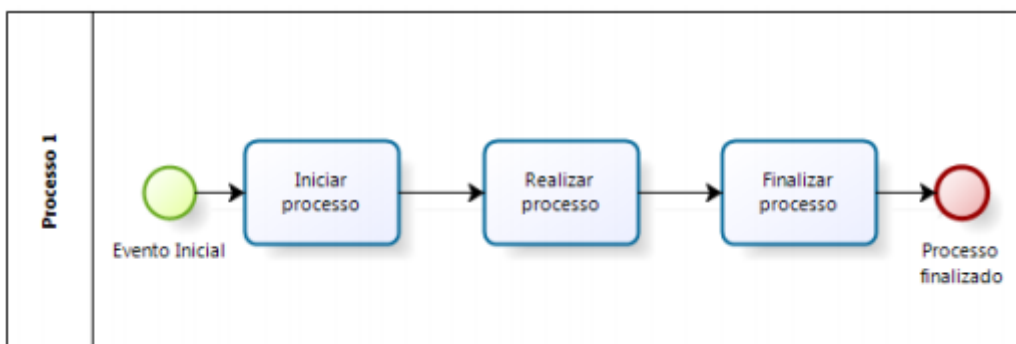 Processo 1
Evento Inicial
Iniciar
processo
Realizar
processo
Finalizar
processo
Processo
finalizado